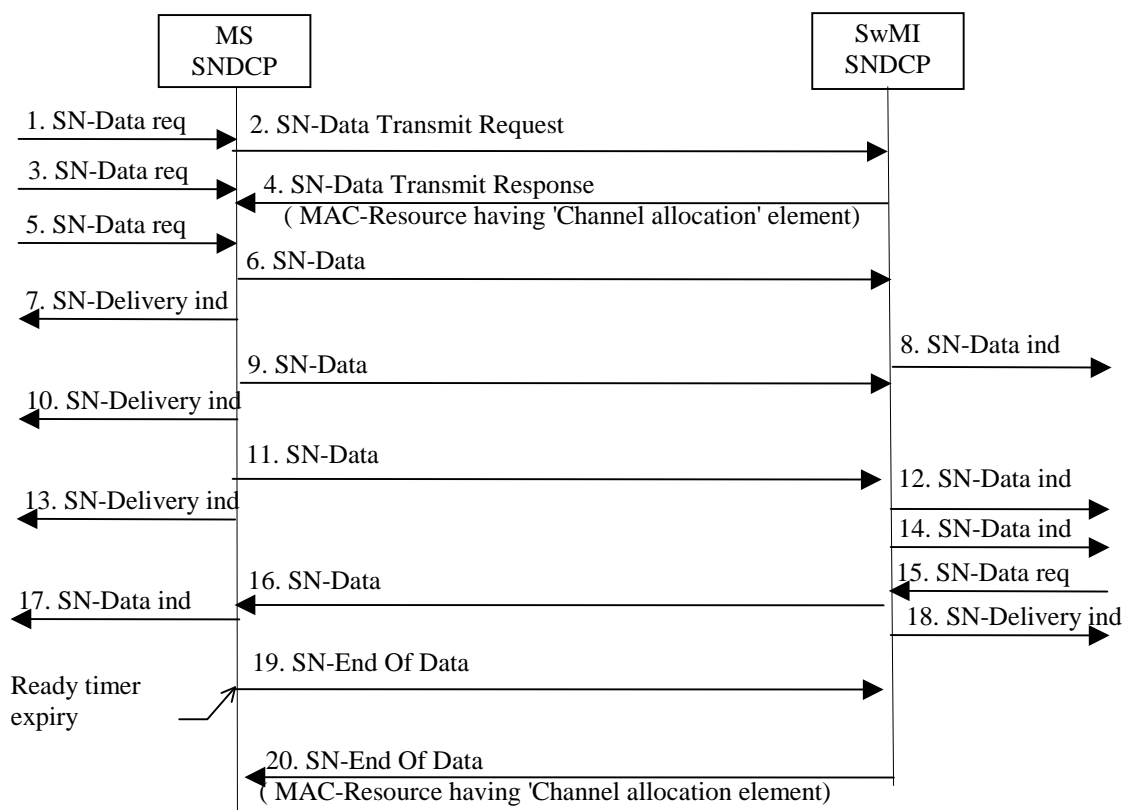 MS
SNDCP
SwMI
SNDCP
1. SN-Data req
2. SN-Data Transmit Request
3. SN-Data req
4. SN-Data Transmit Response
( MAC-Resource having 'Channel allocation' element)
5. SN-Data req
6. SN-Data
7. SN-Delivery ind
8. SN-Data ind
9. SN-Data
10. SN-Delivery ind
11. SN-Data
12. SN-Data ind
13. SN-Delivery ind
14. SN-Data ind
15. SN-Data req
16. SN-Data
17. SN-Data ind
18. SN-Delivery ind
19. SN-End Of Data
Ready timer
expiry
20. SN-End Of Data
( MAC-Resource having 'Channel allocation element)